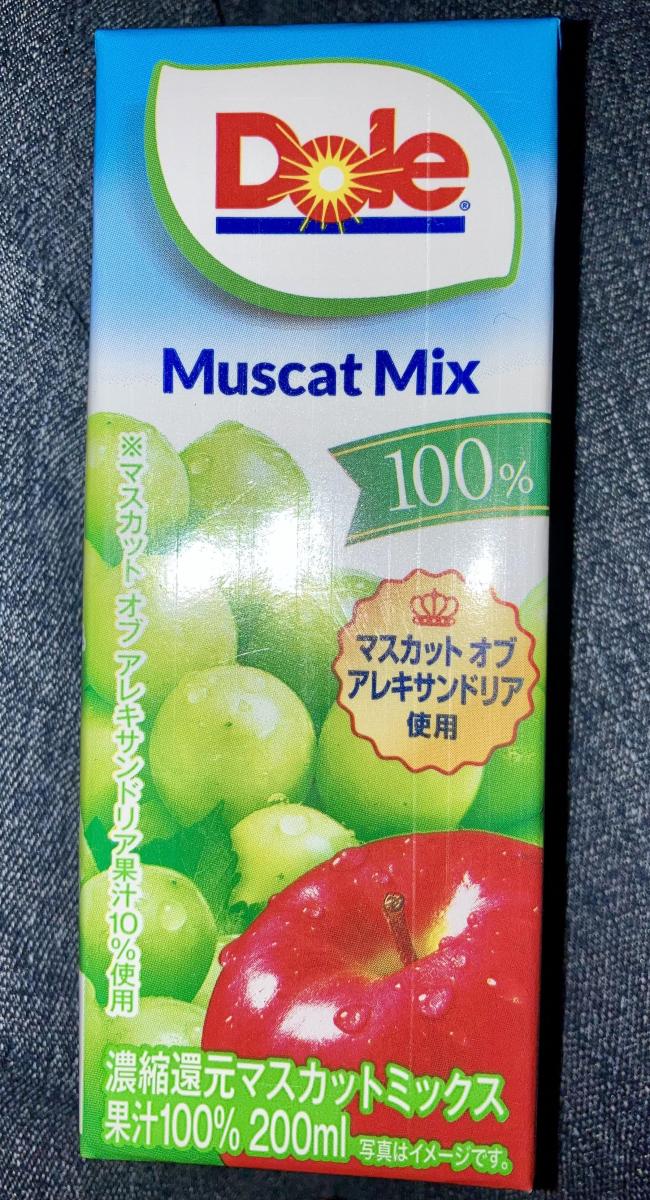 Dole®
Muscat Mix
100%
※マスカット オブ アレキサンドリア果汁10%使用
マスカット オブ
アレキサンドリア
使用
濃縮還元マスカットミックス
果汁100% 200ml 写真はイメージです。